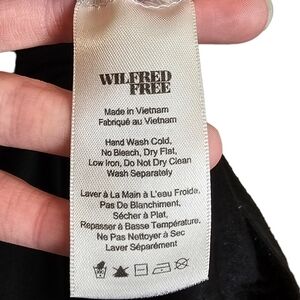 WILFRED
FREE
Made in Vietnam
Fabriqué au Vietnam
Hand Wash Cold,
No Bleach, Dry Flat,
Low Iron, Do Not Dry Clean
Wash Separately
Laver à La Main à L'eau Froide,
Pas De Blanchiment,
Sécher à Plat,
Repasser à Basse Température,
Ne Pas Nettoyer à Sec
Laver Séparément